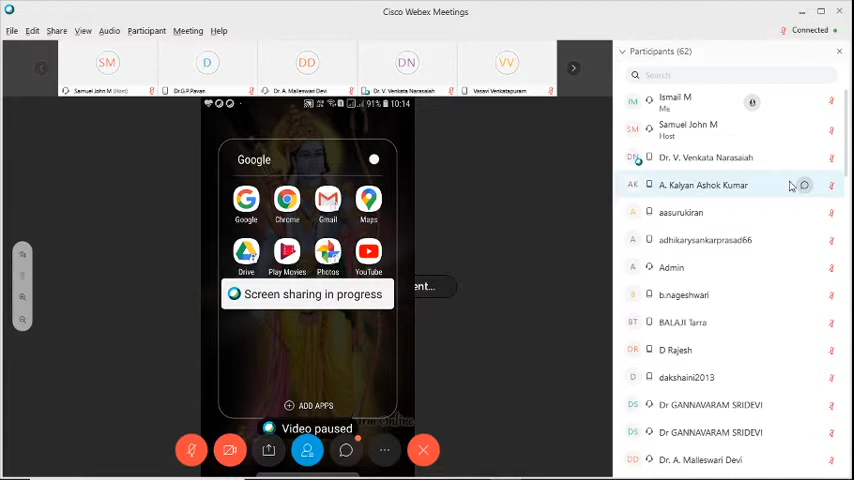 Cisco Webex Meetings
File Edit Share View Audio Participant Meeting Help
Connected
SM
Samuel John M (Host)
D
Dr.G.P Pavan
DD
Dr. A. Malleswari Devi
DN
Dr. V. Venkata Narasaiah
VV
Vasavi Venkatapuram
91% 10:14
Google
Google Chrome Gmail Maps
Drive Play Movies Photos YouTube
Screen sharing in progress
ent...
ADD APPS
Video paused
Participants (62)
Search
IM Ismail M
Me
SM Samuel John M
Host
DN Dr. V. Venkata Narasaiah
AK A. Kalyan Ashok Kumar
A aasurukiran
A adhikarysankarprasad66
A Admin
B b.nageshwari
BT BALAJI Tarra
DR D Rajesh
D dakshaini2013
DS Dr GANNAVARAM SRIDEVI
DS Dr GANNAVARAM SRIDEVI
DD Dr. A. Malleswari Devi